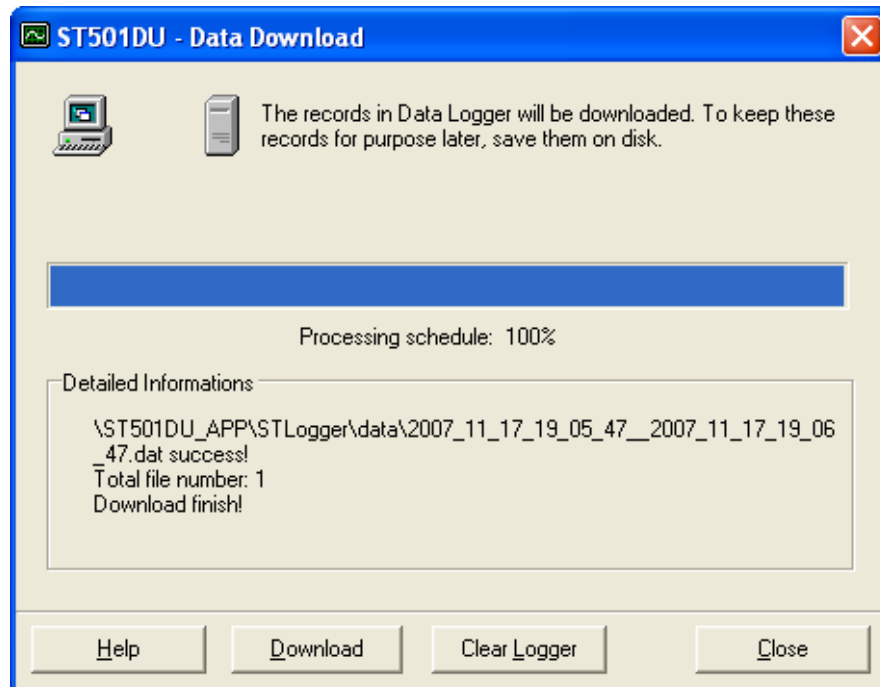 ST501DU - Data Download
The records in Data Logger will be downloaded. To keep these
records for purpose later, save them on disk.
Processing schedule: 100%
Detailed Informations
\ST501DU_APP\STLogger\data\2007_11_17_19_05_47__2007_11_17_19_06
_47.dat success!
Total file number: 1
Download finish!
Help
Download
Clear Logger
Close